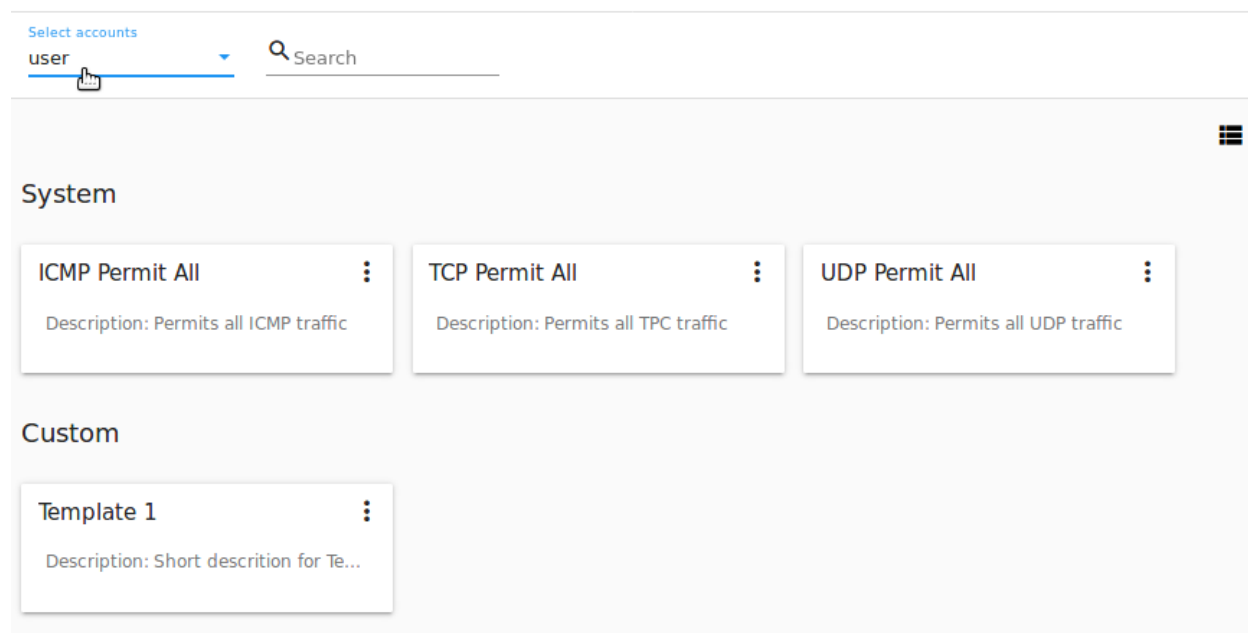 Select accounts
user
Search
System
ICMP Permit All
Description: Permits all ICMP traffic
TCP Permit All
Description: Permits all TPC traffic
UDP Permit All
Description: Permits all UDP traffic
Custom
Template 1
Description: Short descrition for Te...